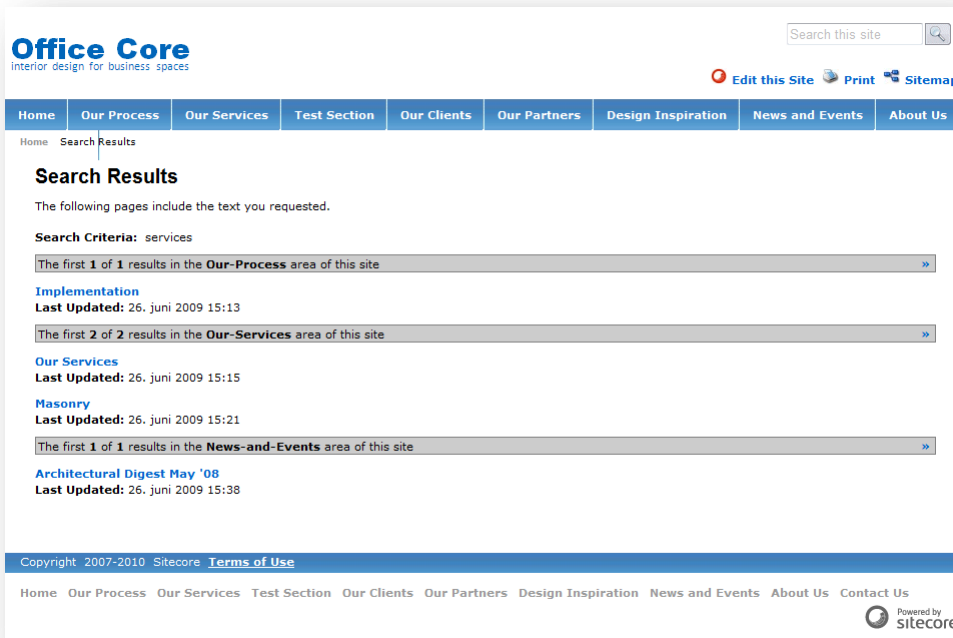 Search this site
Office Core
interior design for business spaces
Edit this Site Print Sitemap
Home Our Process Our Services Test Section Our Clients Our Partners Design Inspiration News and Events About Us
Home Search Results
Search Results
The following pages include the text you requested.
Search Criteria: services
The first 1 of 1 results in the Our-Process area of this site »
Implementation
Last Updated: 26. juni 2009 15:13
The first 2 of 2 results in the Our-Services area of this site »
Our Services
Last Updated: 26. juni 2009 15:15
Masonry
Last Updated: 26. juni 2009 15:21
The first 1 of 1 results in the News-and-Events area of this site »
Architectural Digest May '08
Last Updated: 26. juni 2009 15:38
Copyright 2007-2010 Sitecore Terms of Use
Home Our Process Our Services Test Section Our Clients Our Partners Design Inspiration News and Events About Us Contact Us
Powered by
sitecore